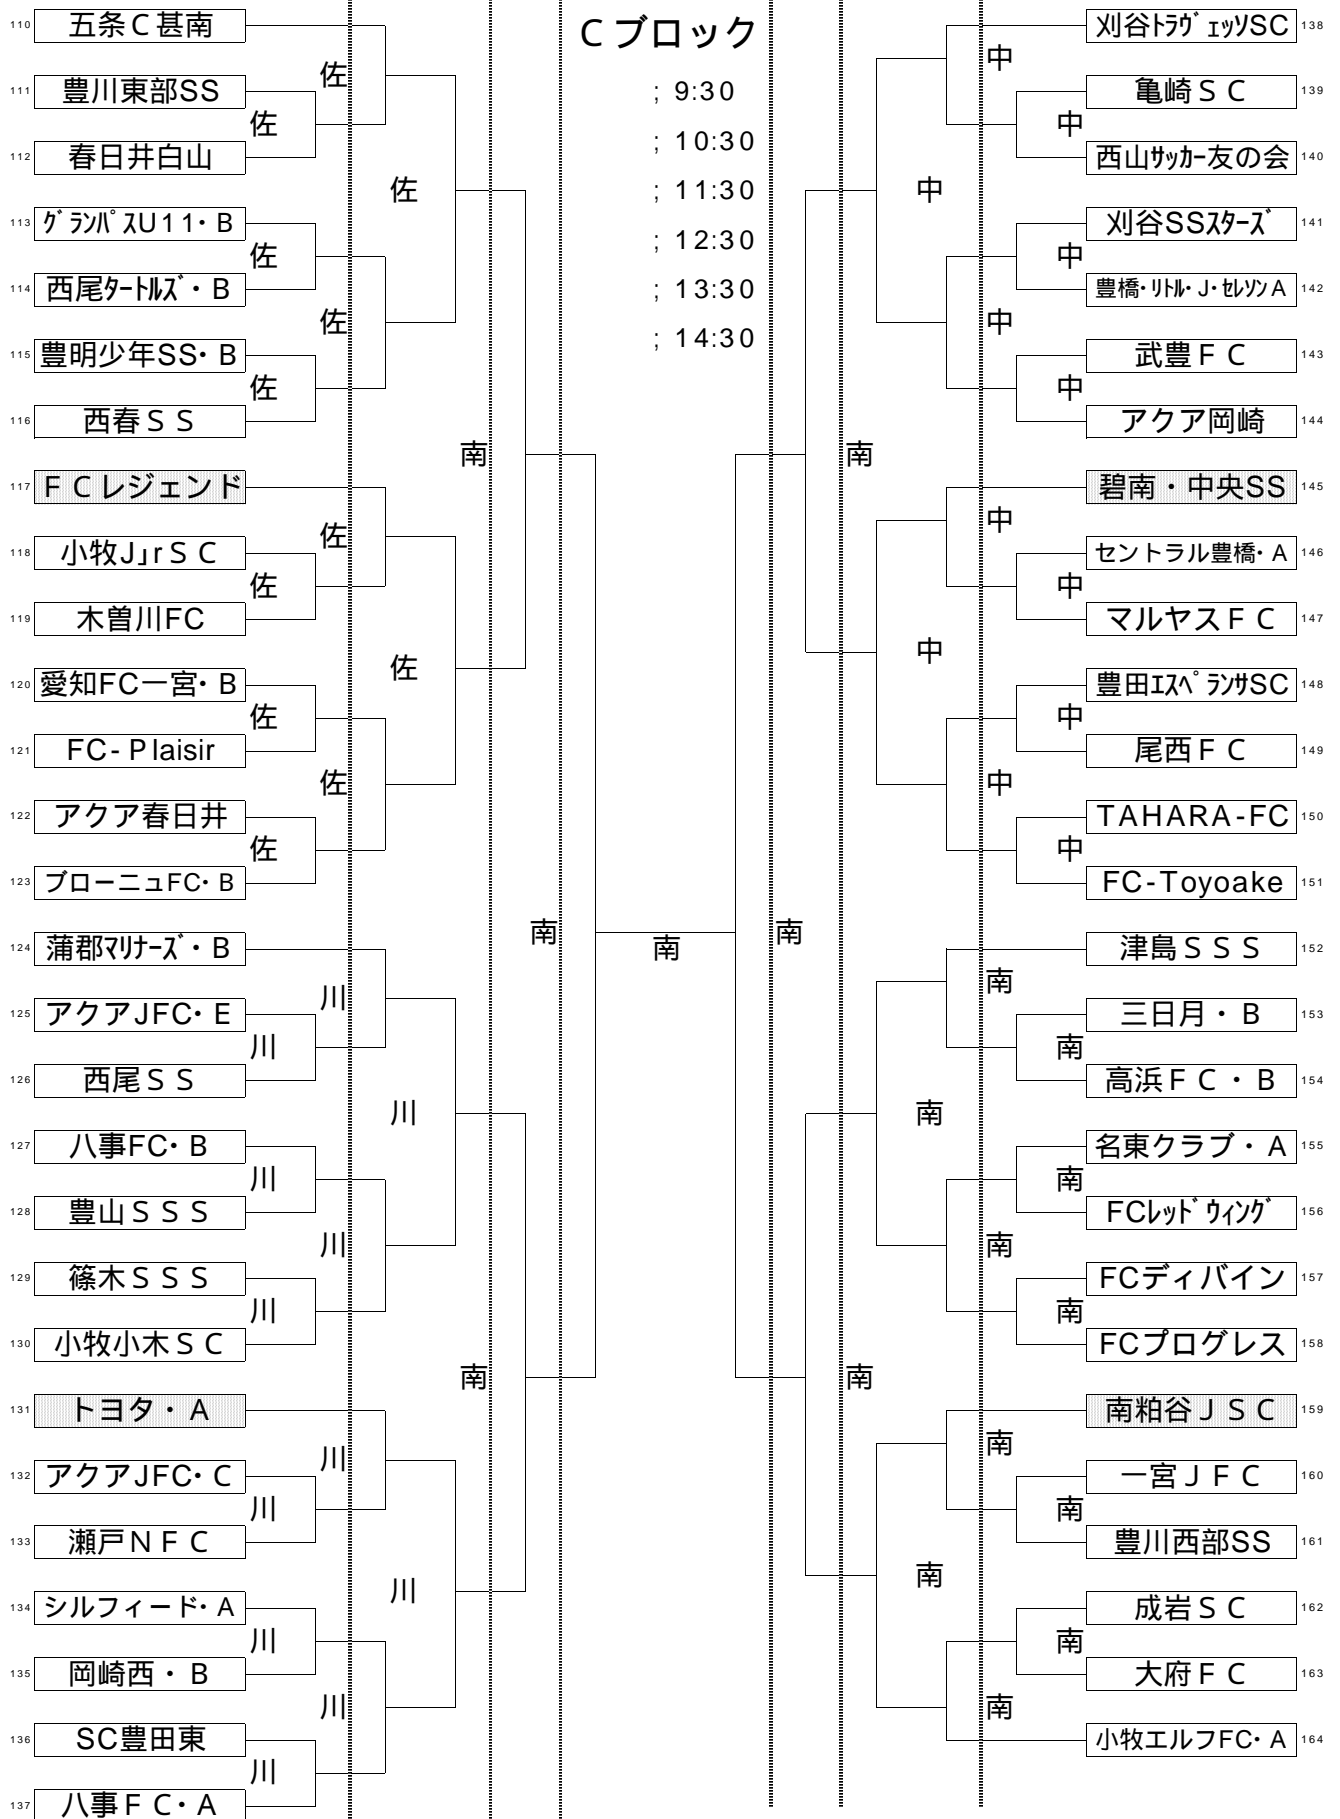 Cブロック
; 9:30
; 10:30
; 11:30
; 12:30
; 13:30
; 14:30
110 五条C甚南
111 豊川東部SS
112 春日井白山
113 グランパスU11・B
114 西尾タートルズ・B
115 豊明少年SS・B
116 西春SS
117 FCレジェンド
118 小牧J」rSC
119 木曽川FC
120 愛知FC一宮・B
121 FC-Plaisir
122 アクア春日井
123 ブローニュFC・B
124 蒲郡マリナーズ・B
125 アクアJFC・E
126 西尾SS
127 八事FC・B
128 豊山SSS
129 篠木SSS
130 小牧小木SC
131 トヨタ・A
132 アクアJFC・C
133 瀬戸NFC
134 シルフィード・A
135 岡崎西・B
136 SC豊田東
137 八事FC・A
佐
佐
佐
佐
佐
佐
佐
佐
佐
佐
佐
佐
川
川
川
川
川
川
川
川
川
川
川
川
南
南
南
南
南
南
南
中
中
中
中
中
中
中
中
中
中
中
中
南
南
南
南
南
南
南
南
南
南
南
刈谷トラヴェッソSC 138
亀崎SC 139
西山サッカー友の会 140
刈谷SSスターズ 141
豊橋・リトル・J・セレソンA 142
武豊FC 143
アクア岡崎 144
碧南・中央SS 145
セントラル豊橋・A 146
マルヤスFC 147
豊田エスペランサSC 148
尾西FC 149
TAHARA-FC 150
FC-Toyoake 151
津島SSS 152
三日月・B 153
高浜FC・B 154
名東クラブ・A 155
FCレッドウィング 156
FCディバイン 157
FCプログレス 158
南粕谷JSC 159
一宮JFC 160
豊川西部SS 161
成岩SC 162
大府FC 163
小牧エルフFC・A 164